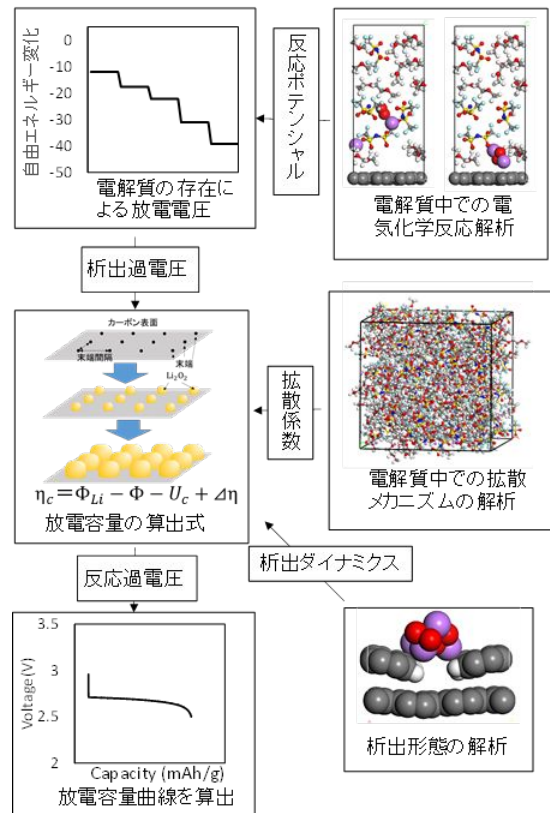 0
-10
-20
-30
-40
-50
自由エネルギー変化
電解質の存在に
よる放電電圧
反応ポテンシャル
電解質中での電
気化学反応解析
析出過電圧
カーボン表面
末端間隔
末端
Li₂O₂
η_c＝Φ_Li − Φ − U_c + Δη
放電容量の算出式
拡散係数
電解質中での拡散
メカニズムの解析
析出ダイナミクス
反応過電圧
3.5
3
2.5
2
Voltage(V)
Capacity (mAh/g)
放電容量曲線を算出
析出形態の解析